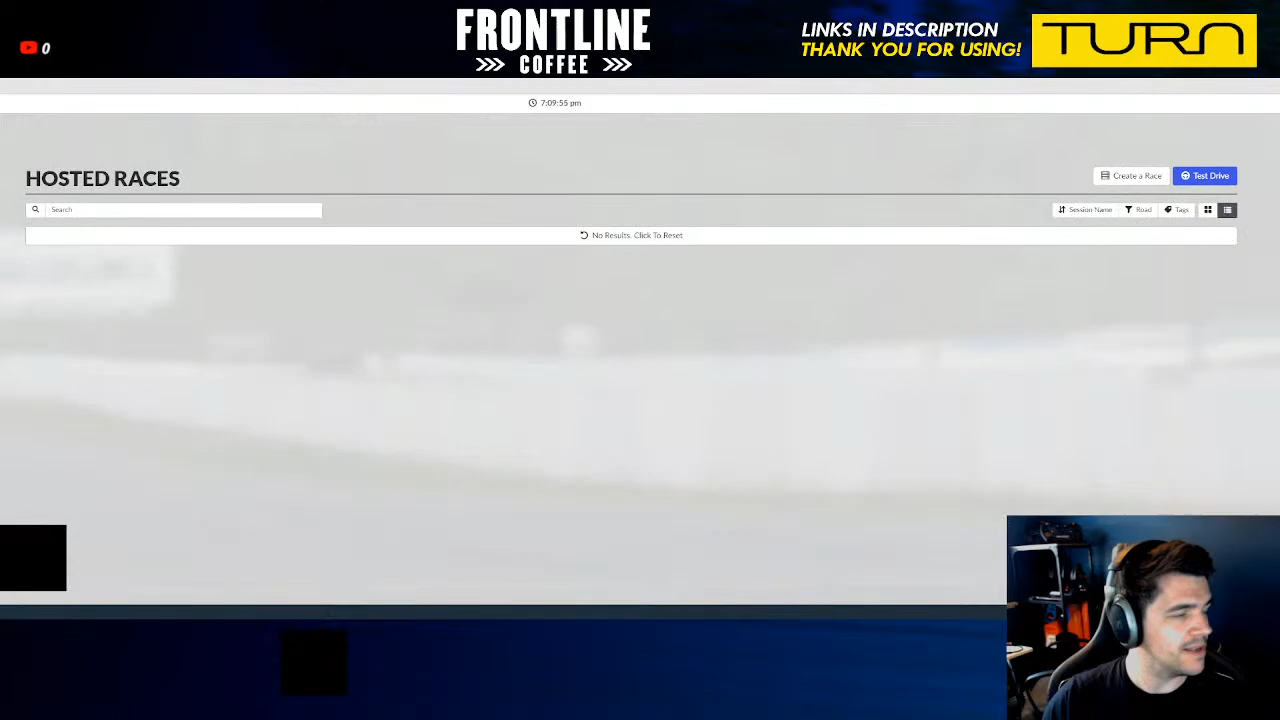 0
FRONTLINE
COFFEE
LINKS IN DESCRIPTION
THANK YOU FOR USING!
TURN
7:09:55 pm
HOSTED RACES
Create a Race
Test Drive
Search
Session Name
Road
Tags
No Results. Click To Reset